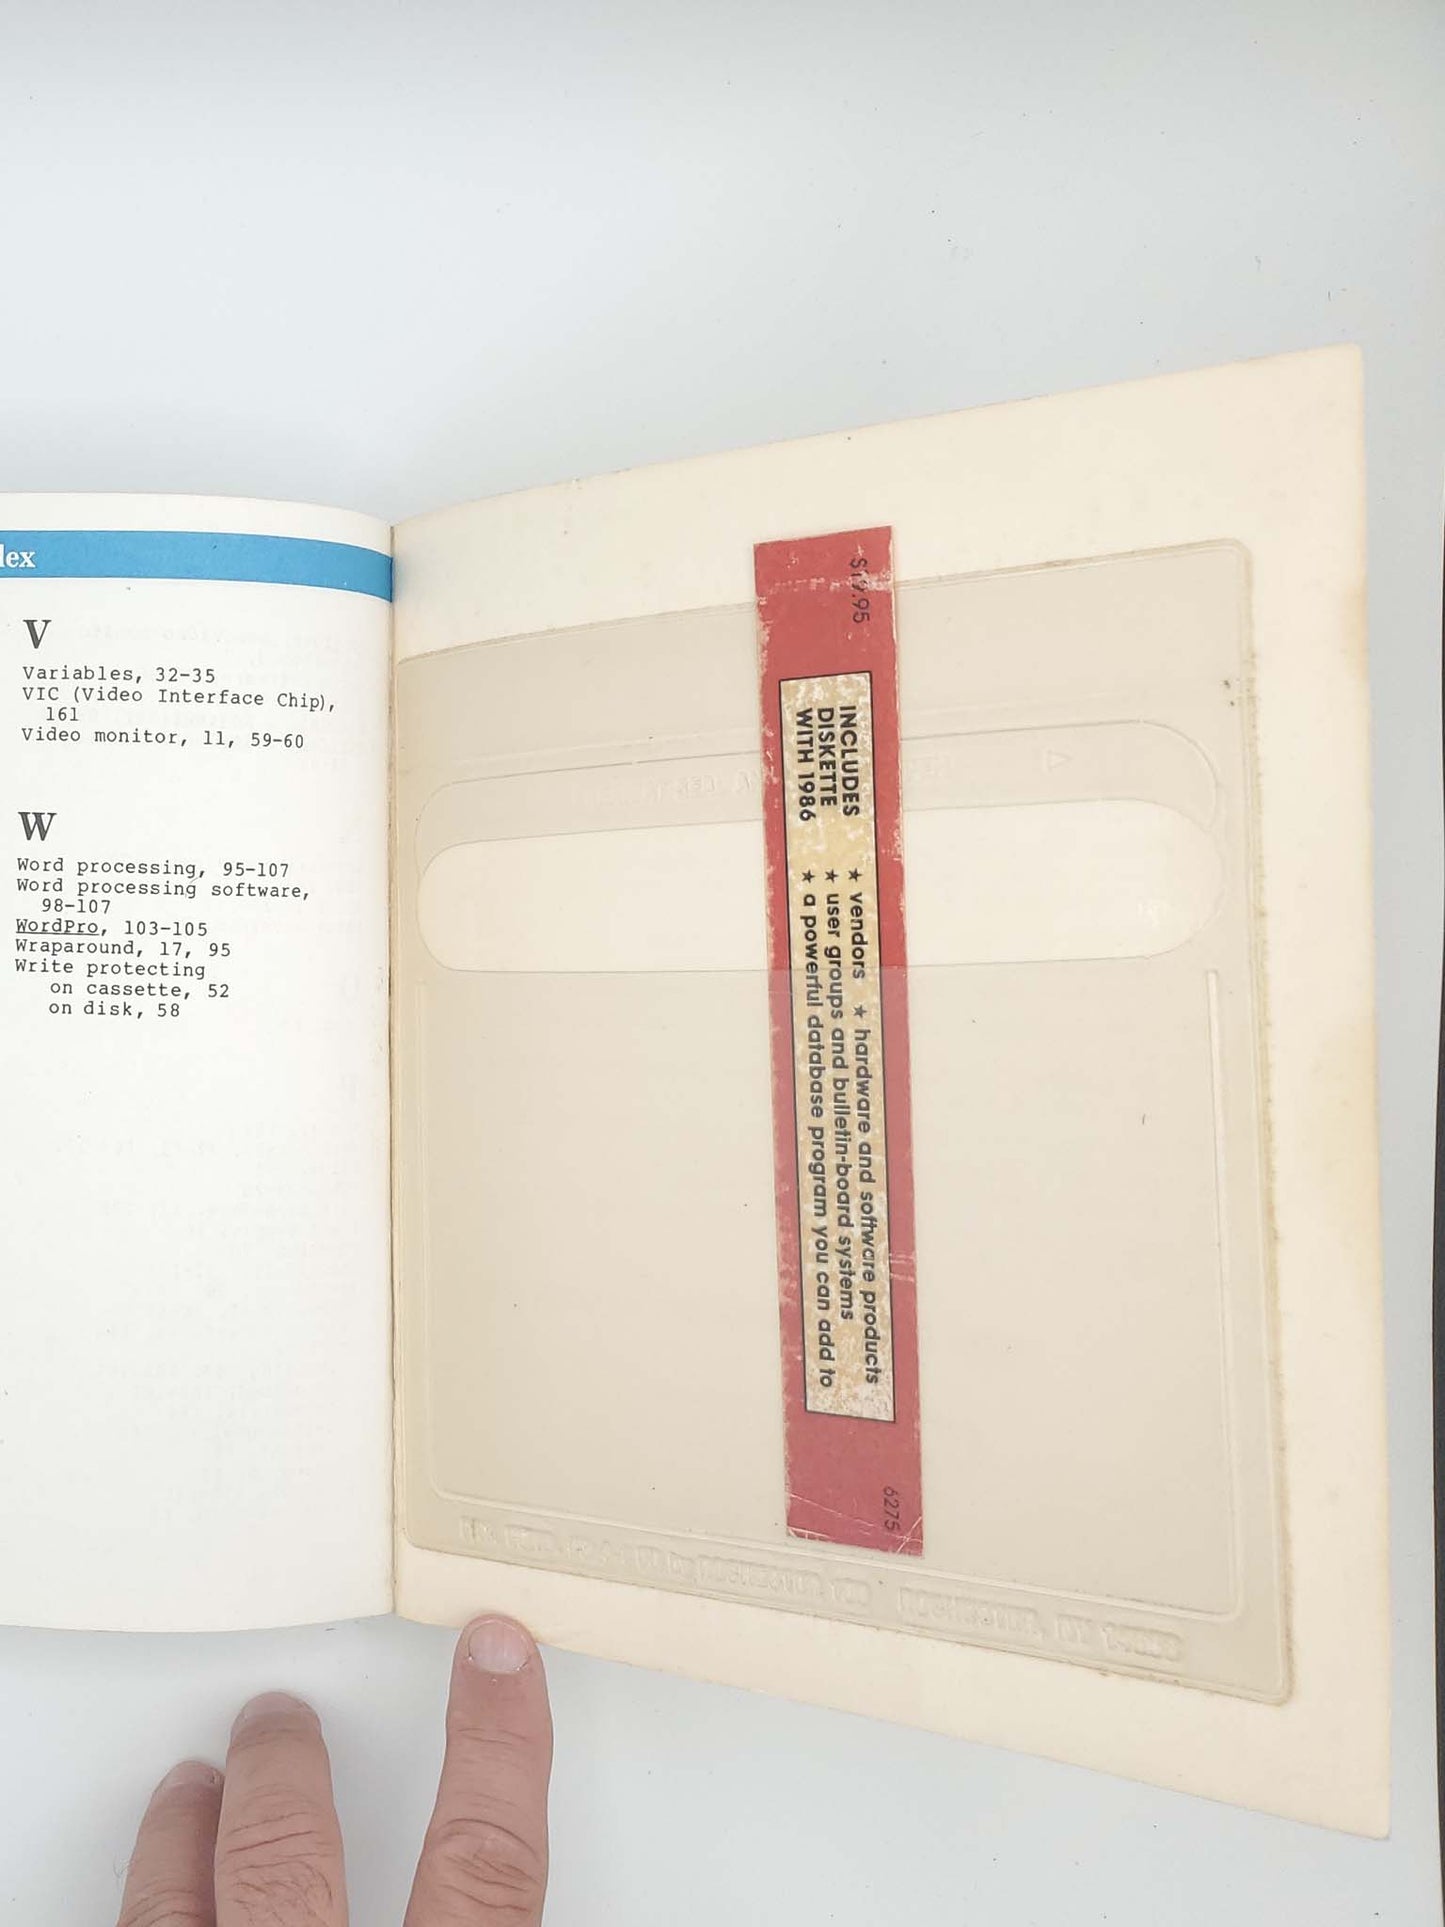 dex
V
Variables, 32-35
VIC (Video Interface Chip),
161
Video monitor, 11, 59-60
W
Word processing, 95-107
Word processing software,
98-107
WordPro, 103-105
Wraparound, 17, 95
Write protecting
on cassette, 52
on disk, 58
$19.95
INCLUDES
DISKETTE
WITH 1986
★ vendors ★ hardware and software products
★ user groups and bulletin-board systems
★ a powerful database program you can add to
6275
ROCHESTER, NY